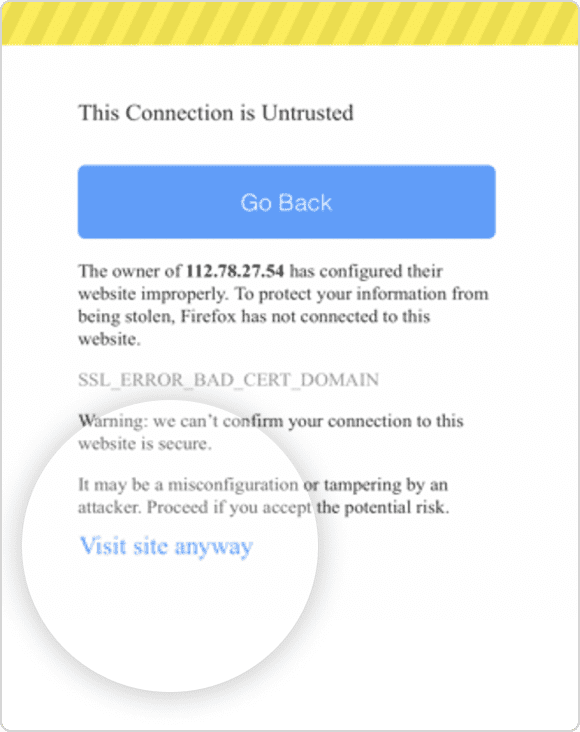 This Connection is Untrusted
Go Back
The owner of 112.78.27.54 has configured their
website improperly. To protect your information from
being stolen, Firefox has not connected to this
website.
SSL_ERROR_BAD_CERT_DOMAIN
Warning: we can’t confirm your connection to this
website is secure.
It may be a misconfiguration or tampering by an
attacker. Proceed if you accept the potential risk.
Visit site anyway